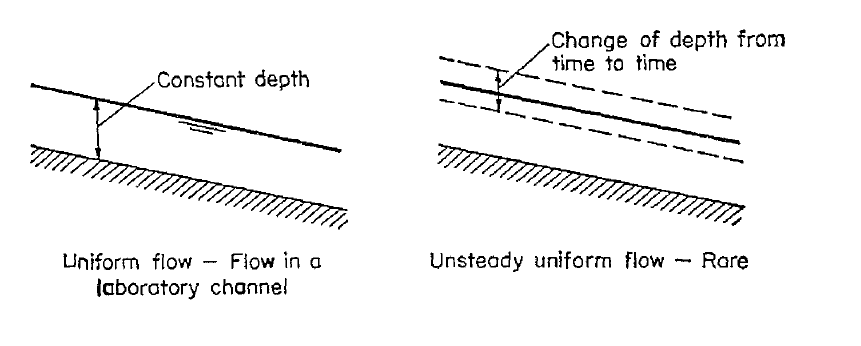 Constant depth
Change of depth from
time to time
Uniform flow — Flow in a
laboratory channel
Unsteady uniform flow — Rare